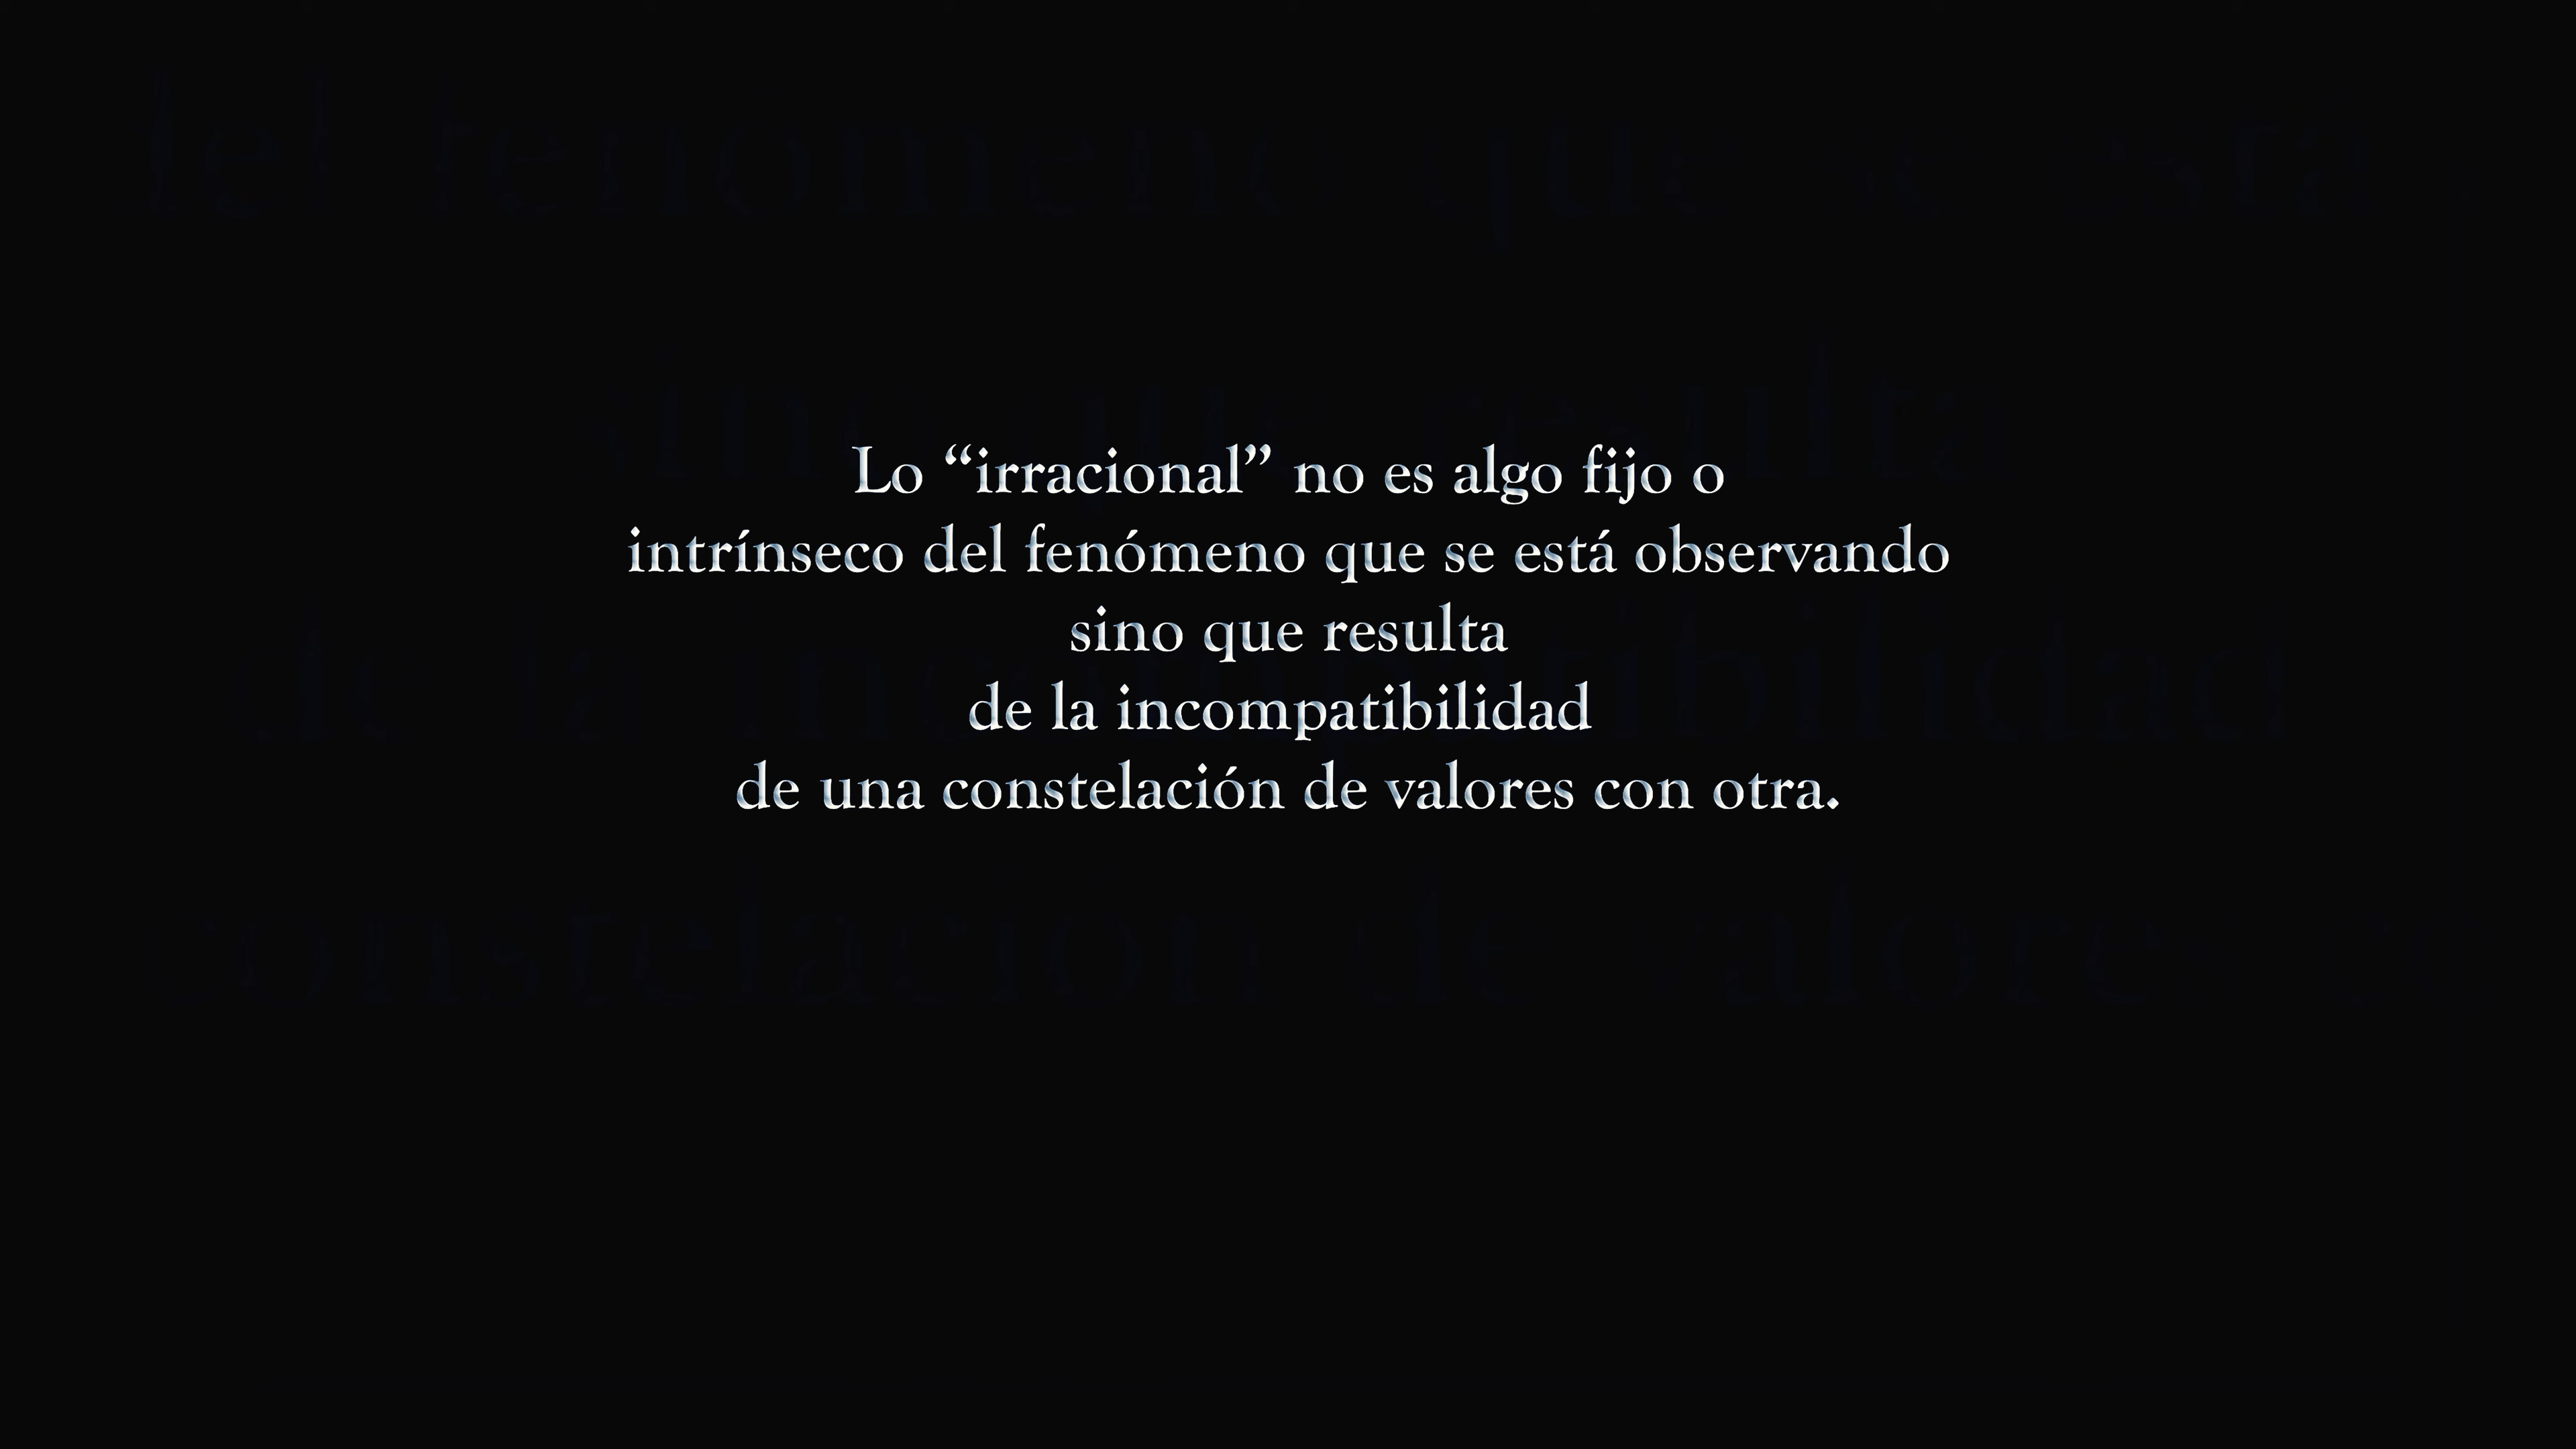 Lo “irracional” no es algo fijo o
intrínseco del fenómeno que se está observando
sino que resulta
de la incompatibilidad
de una constelación de valores con otra.